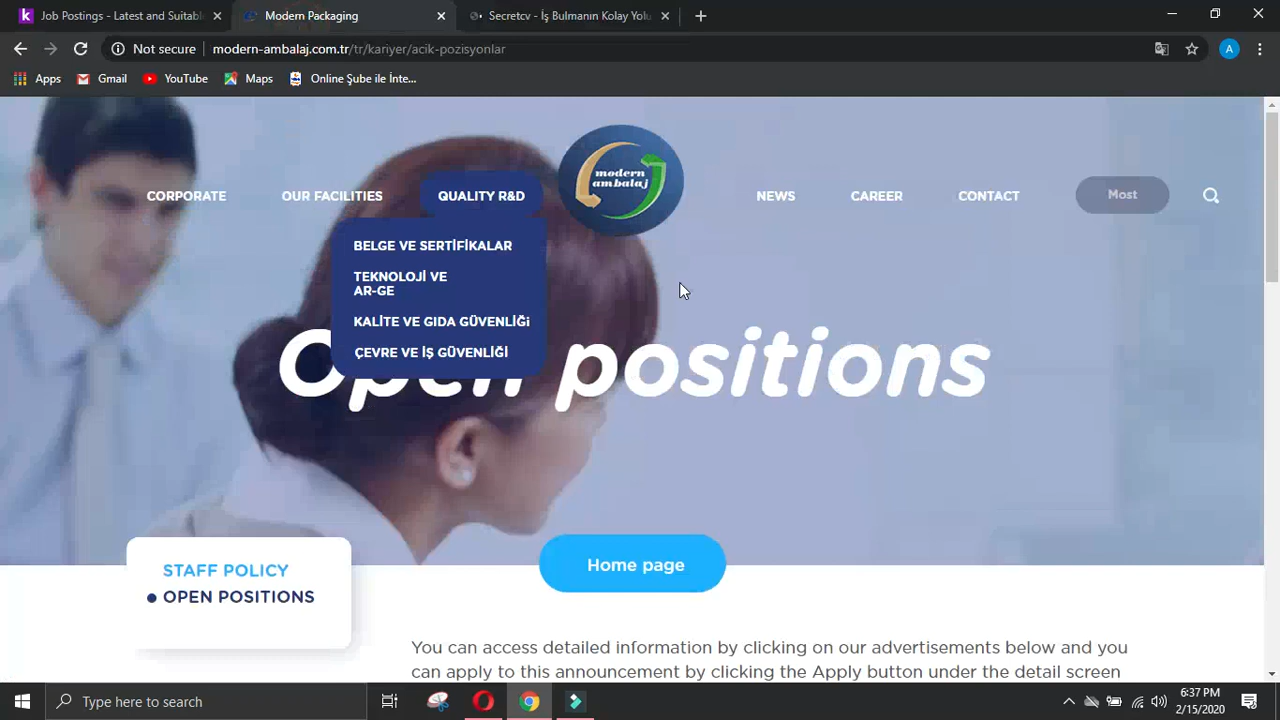 Job Postings - Latest and Suitabl
Modern Packaging
Secretcv - İş Bulmanın Kolay Yolu
Not secure
modern-ambalaj.com.tr/tr/kariyer/acik-pozisyonlar
A
Apps
Gmail
YouTube
Maps
Online Şube ile İnte...
CORPORATE
OUR FACILITIES
QUALITY R&D
modern
ambalaj
NEWS
CAREER
CONTACT
Most
BELGE VE SERTİFİKALAR
TEKNOLOJİ VE
AR-GE
KALİTE VE GIDA GÜVENLİĞi
ÇEVRE VE İŞ GÜVENLİĞİ
Open positions
Home page
STAFF POLICY
OPEN POSITIONS
You can access detailed information by clicking on our advertisements below and you
can apply to this announcement by clicking the Apply button under the detail screen
Type here to search
6:37 PM
2/15/2020